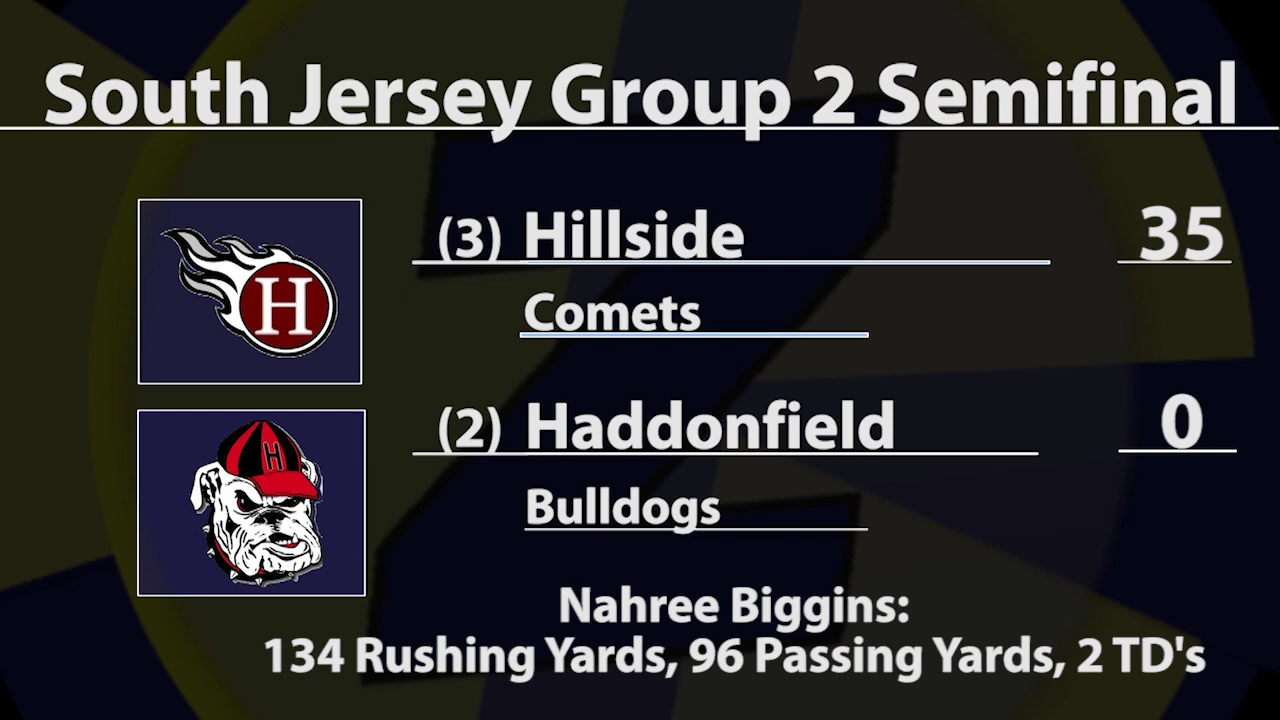 South Jersey Group 2 Semifinal
H
(3) Hillside 35
Comets
H
(2) Haddonfield 0
Bulldogs
Nahree Biggins:
134 Rushing Yards, 96 Passing Yards, 2 TD's